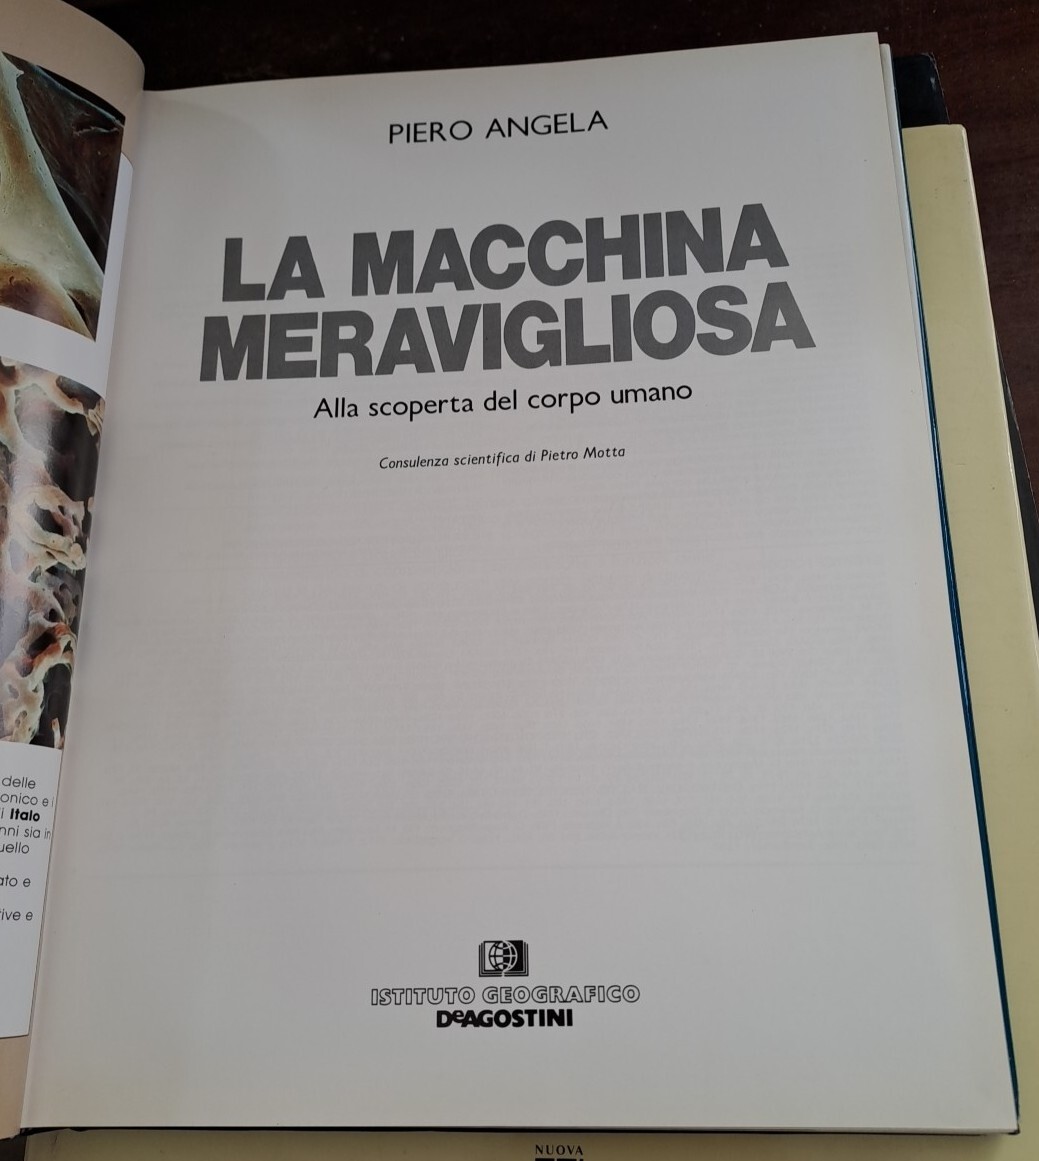 PIERO ANGELA
LA MACCHINA
MERAVIGLIOSA
Alla scoperta del corpo umano
Consulenza scientifica di Pietro Motta
ISTITUTO GEOGRAFICO
DeAGOSTINI
delle
onico e i
i Italo
nni sia in
uello
ato e
ive e
NUOVA